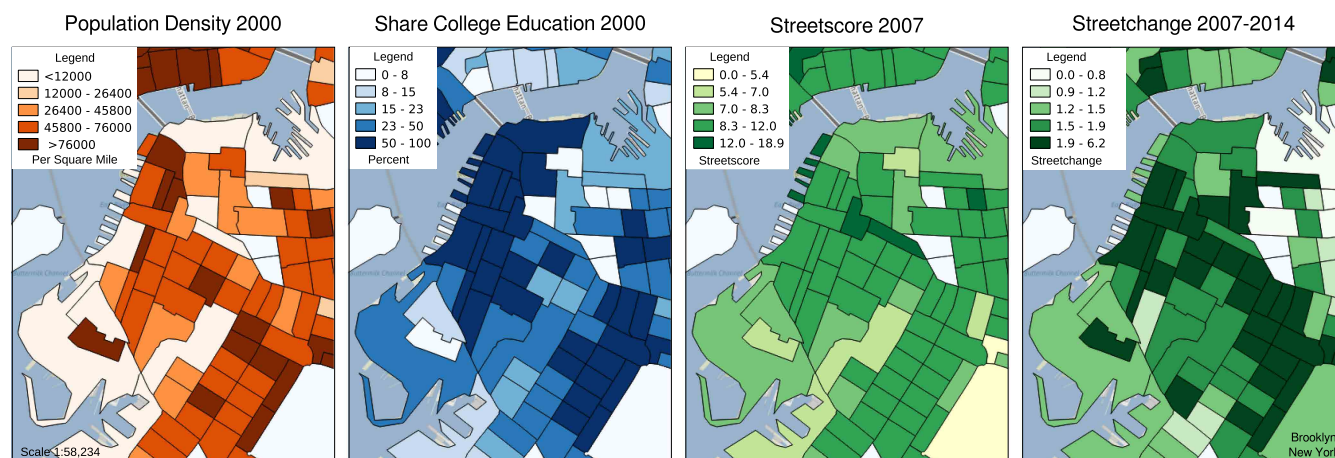 Population Density 2000
Legend
<12000
12000 - 26400
26400 - 45800
45800 - 76000
>76000
Per Square Mile
Scale 1:58,234
Share College Education 2000
Legend
0 - 8
8 - 15
15 - 23
23 - 50
50 - 100
Percent
Streetscore 2007
Legend
0.0 - 5.4
5.4 - 7.0
7.0 - 8.3
8.3 - 12.0
12.0 - 18.9
Streetscore
Streetchange 2007-2014
Legend
0.0 - 0.8
0.9 - 1.2
1.2 - 1.5
1.5 - 1.9
1.9 - 6.2
Streetchange
Brooklyn
New York